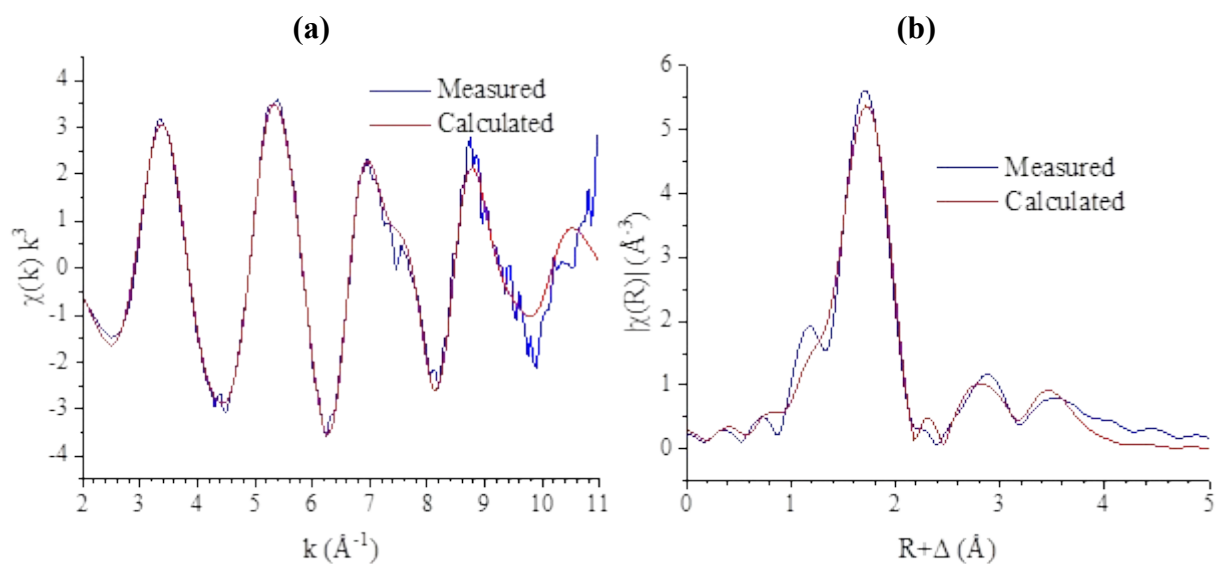 (a)
(b)
Measured
Calculated
χ(k) k³
4
3
2
1
0
-1
-2
-3
-4
2 3 4 5 6 7 8 9 10 11
k (Å⁻¹)
Measured
Calculated
|χ(R)| (Å⁻³)
6
5
4
3
2
1
0
0 1 2 3 4 5
R+Δ (Å)